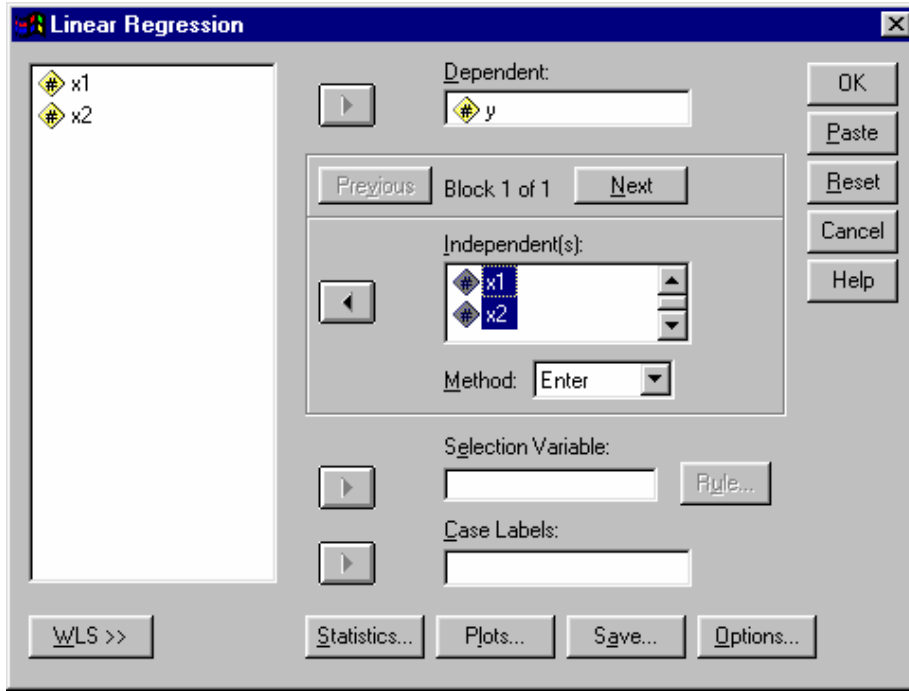 Linear Regression
# x1
# x2
Dependent:
# y
Previous
Block 1 of 1
Next
Independent(s):
# x1
# x2
Method:
Enter
Selection Variable:
Rule...
Case Labels:
OK
Paste
Reset
Cancel
Help
WLS >>
Statistics...
Plots...
Save...
Options...